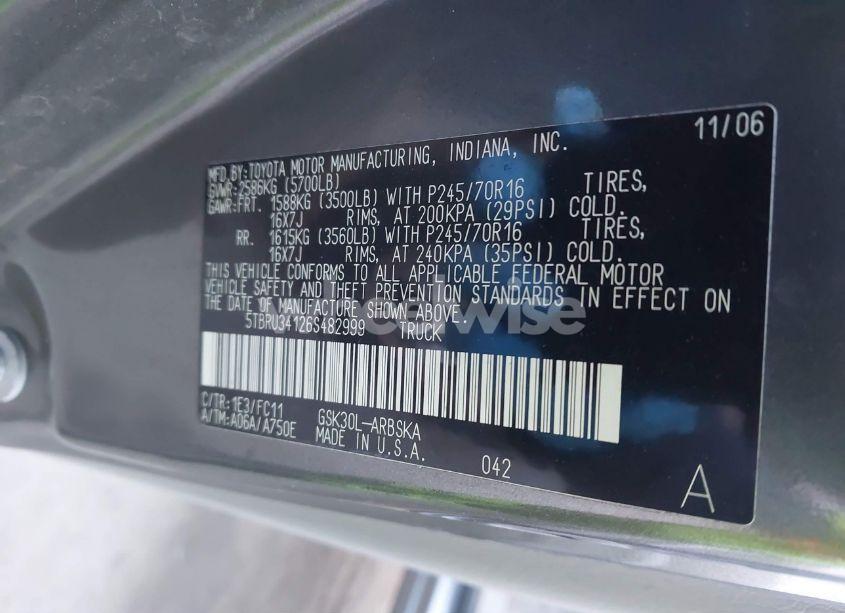 11/06
MFD BY:TOYOTA MOTOR MANUFACTURING, INDIANA, INC.
GVWR:2586KG (5700LB)
GAWR:FRT. 1588KG (3500LB) WITH P245/70R16 TIRES,
16X7J RIMS, AT 200KPA (29PSI) COLD.
RR. 1615KG (3560LB) WITH P245/70R16 TIRES,
16X7J RIMS, AT 240KPA (35PSI) COLD.
THIS VEHICLE CONFORMS TO ALL APPLICABLE FEDERAL MOTOR
VEHICLE SAFETY AND THEFT PREVENTION STANDARDS IN EFFECT ON
THE DATE OF MANUFACTURE SHOWN ABOVE.
5TBRU34126S482999 TRUCK
C/TR:1E3/FC11 GSK30L-ARBSKA
A/TM:A06A/A750E MADE IN U.S.A. 042
A